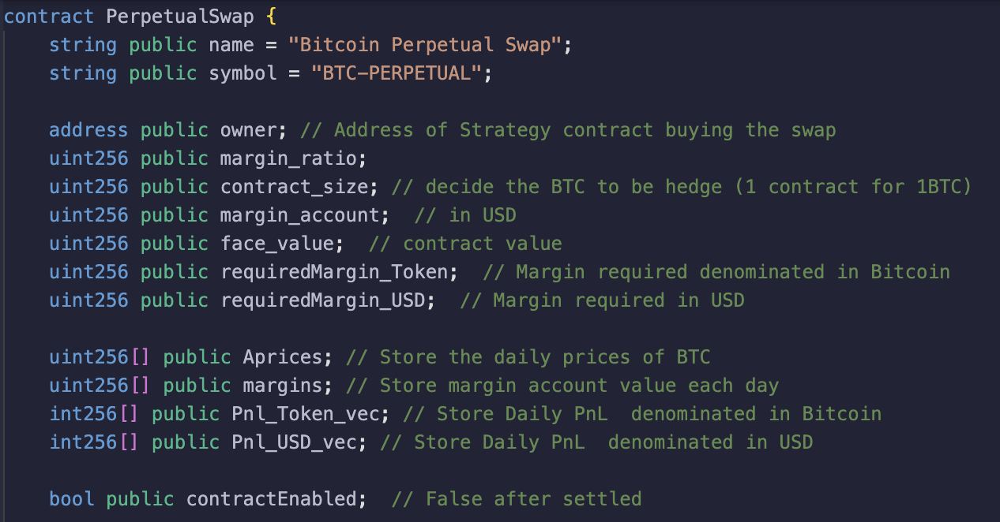 contract PerpetualSwap {
string public name = "Bitcoin Perpetual Swap";
string public symbol = "BTC-PERPETUAL";
address public owner; // Address of Strategy contract buying the swap
uint256 public margin_ratio;
uint256 public contract_size; // decide the BTC to be hedge (1 contract for 1BTC)
uint256 public margin_account;  // in USD
uint256 public face_value;  // contract value
uint256 public requiredMargin_Token;  // Margin required denominated in Bitcoin
uint256 public requiredMargin_USD;  // Margin required in USD
uint256[] public Aprices; // Store the daily prices of BTC
uint256[] public margins; // Store margin account value each day
int256[] public Pnl_Token_vec; // Store Daily PnL  denominated in Bitcoin
int256[] public Pnl_USD_vec; // Store Daily PnL  denominated in USD
bool public contractEnabled;  // False after settled